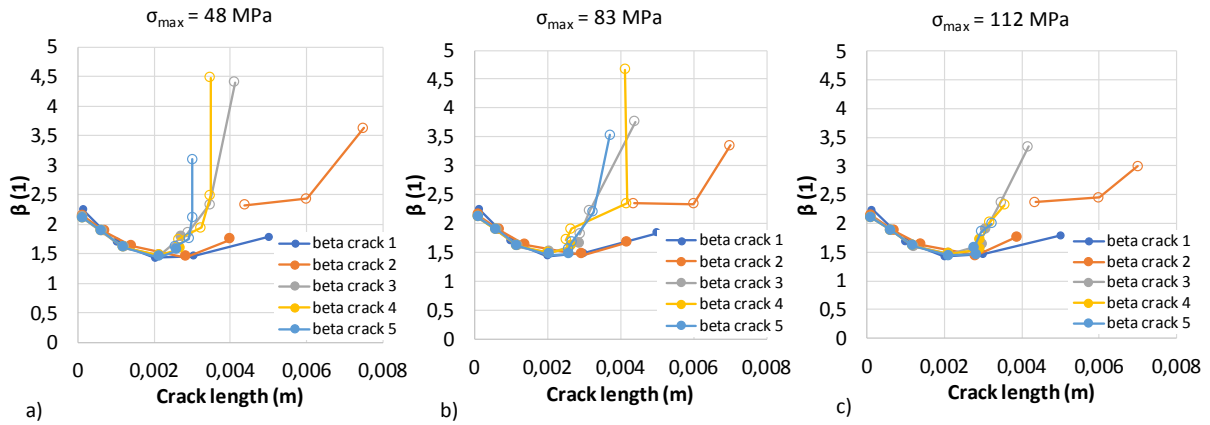 σmax = 48 MPa
5
4,5
4
3,5
3
2,5
2
1,5
1
0,5
0
β (1)
beta crack 1
beta crack 2
beta crack 3
beta crack 4
beta crack 5
0 0,002 0,004 0,006 0,008
Crack length (m)
a)
σmax = 83 MPa
5
4,5
4
3,5
3
2,5
2
1,5
1
0,5
0
β (1)
beta crack 1
beta crack 2
beta crack 3
beta crack 4
beta crack 5
0 0,002 0,004 0,006 0,008
Crack length (m)
b)
σmax = 112 MPa
5
4,5
4
3,5
3
2,5
2
1,5
1
0,5
0
β (1)
beta crack 1
beta crack 2
beta crack 3
beta crack 4
beta crack 5
0 0,002 0,004 0,006 0,008
Crack length (m)
c)